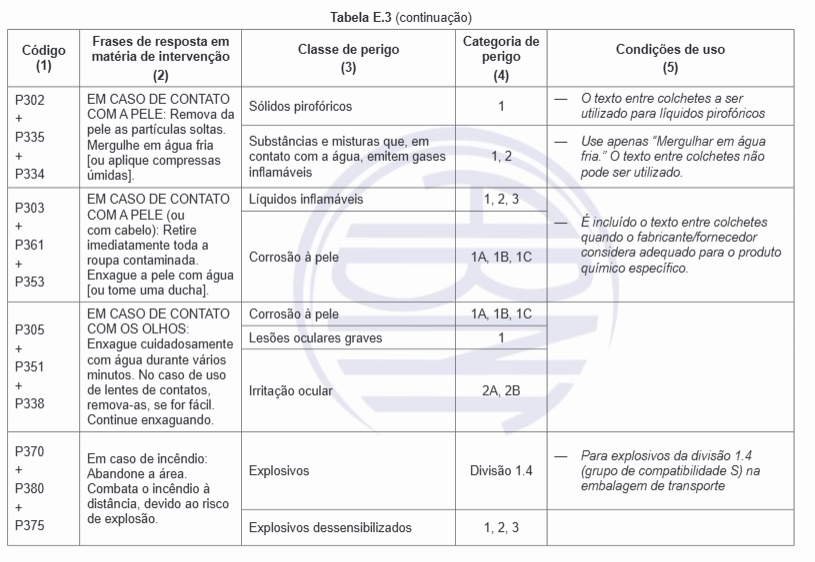 Tabela E.3 (continuação)
Código
(1)
Frases de resposta em
matéria de intervenção
(2)
Classe de perigo
(3)
Categoria de
perigo
(4)
Condições de uso
(5)
P302
+
P335
+
P334
EM CASO DE CONTATO
COM A PELE: Remova da
pele as partículas soltas.
Mergulhe em água fria
[ou aplique compressas
úmidas].
Sólidos pirofóricos
1
— O texto entre colchetes a ser
utilizado para líquidos pirofóricos
Substâncias e misturas que, em
contato com a água, emitem gases
inflamáveis
1, 2
— Use apenas “Mergulhar em água
fria.” O texto entre colchetes não
pode ser utilizado.
P303
+
P361
+
P353
EM CASO DE CONTATO
COM A PELE (ou
com cabelo): Retire
imediatamente toda a
roupa contaminada.
Enxague a pele com água
[ou tome uma ducha].
Líquidos inflamáveis
1, 2, 3
Corrosão à pele
1A, 1B, 1C
— É incluído o texto entre colchetes
quando o fabricante/fornecedor
considera adequado para o produto
químico específico.
P305
+
P351
+
P338
EM CASO DE CONTATO
COM OS OLHOS:
Enxague cuidadosamente
com água durante vários
minutos. No caso de uso
de lentes de contatos,
remova-as, se for fácil.
Continue enxaguando.
Corrosão à pele
1A, 1B, 1C
Lesões oculares graves
1
Irritação ocular
2A, 2B
P370
+
P380
+
P375
Em caso de incêndio:
Abandone a área.
Combata o incêndio à
distância, devido ao risco
de explosão.
Explosivos
Divisão 1.4
— Para explosivos da divisão 1.4
(grupo de compatibilidade S) na
embalagem de transporte
Explosivos dessensibilizados
1, 2, 3